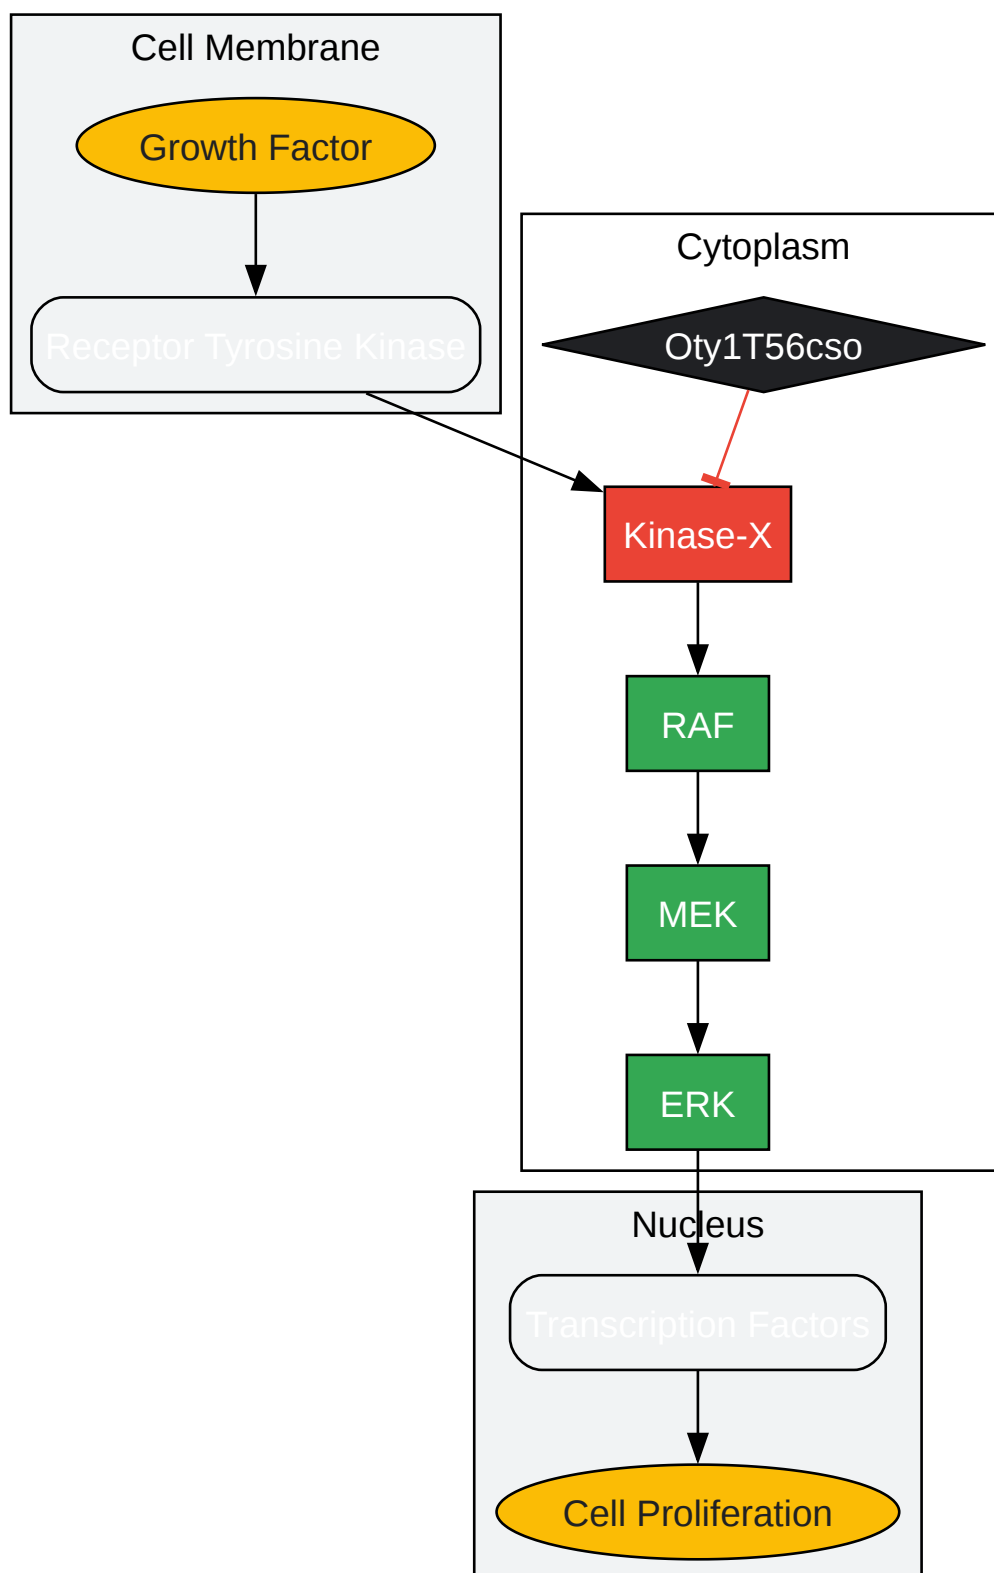 Cell Membrane
Growth Factor
Receptor Tyrosine Kinase
Cytoplasm
Oty1T56cso
Kinase-X
RAF
MEK
ERK
Nucleus
Transcription Factors
Cell Proliferation